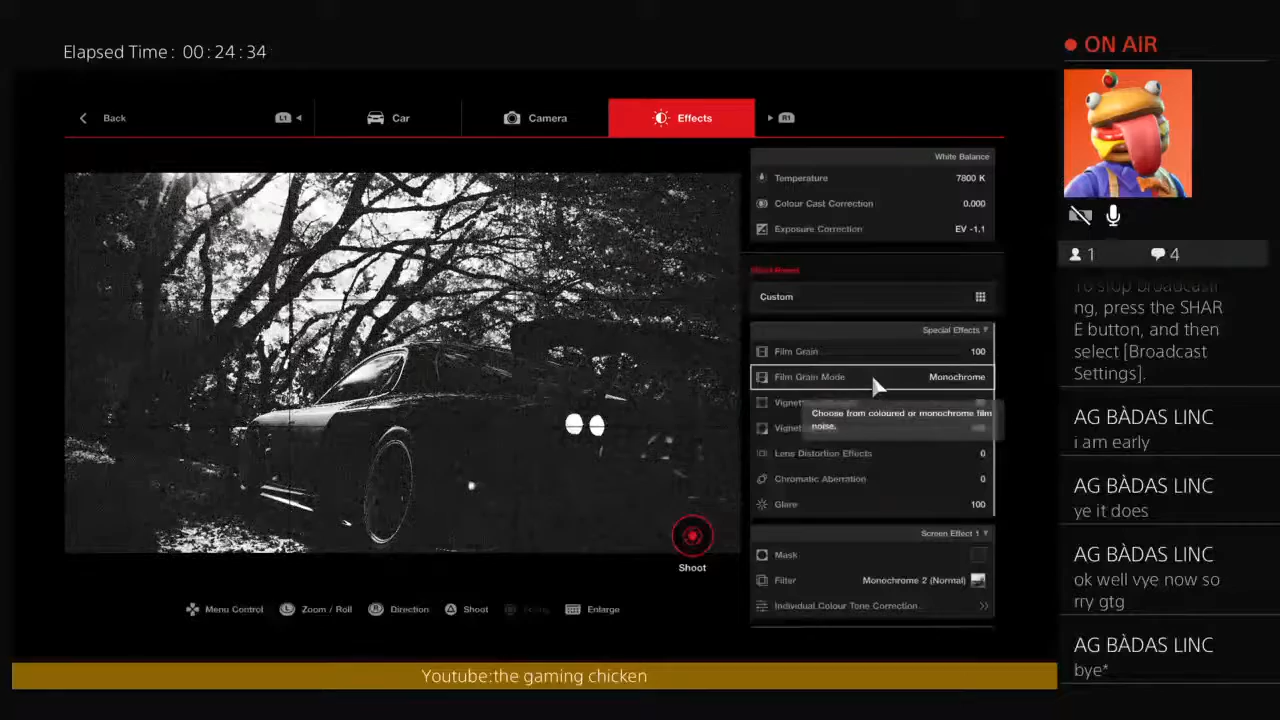 Elapsed Time: 00:24:34
ON AIR
Back
L1
Car
Camera
Effects
R1
White Balance
Temperature 7800 K
Colour Cast Correction 0.000
Exposure Correction EV -1.1
Custom
Special Effects
Film Grain 100
Film Grain Mode Monochrome
Choose from coloured or monochrome film
noise.
Lens Distortion Effects 0
Chromatic Aberration 0
Glare 100
Screen Effect 1
Mask
Filter Monochrome 2 (Normal)
Individual Colour Tone Correction
Shoot
Menu Control
L Zoom / Roll
R Direction
Shoot
Enlarge
Youtube:the gaming chicken
1
4
To stop broadcasti
ng, press the SHAR
E button, and then
select [Broadcast
Settings].
AG BÀDAS LINC
i am early
AG BÀDAS LINC
ye it does
AG BÀDAS LINC
ok well vye now so
rry gtg
AG BÀDAS LINC
bye*